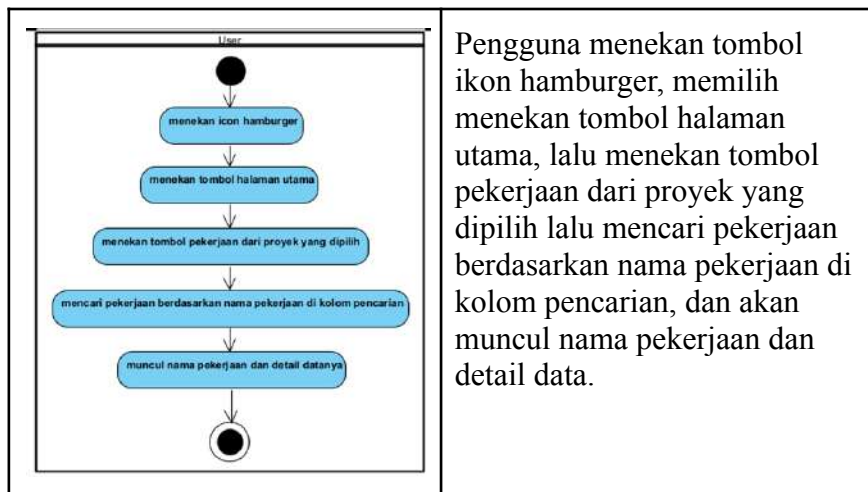 User
menekan icon hamburger
menekan tombol halaman utama
menekan tombol pekerjaan dari proyek yang dipilih
mencari pekerjaan berdasarkan nama pekerjaan di kolom pencarian
muncul nama pekerjaan dan detail datanya
Pengguna menekan tombol
ikon hamburger, memilih
menekan tombol halaman
utama, lalu menekan tombol
pekerjaan dari proyek yang
dipilih lalu mencari pekerjaan
berdasarkan nama pekerjaan di
kolom pencarian, dan akan
muncul nama pekerjaan dan
detail data.